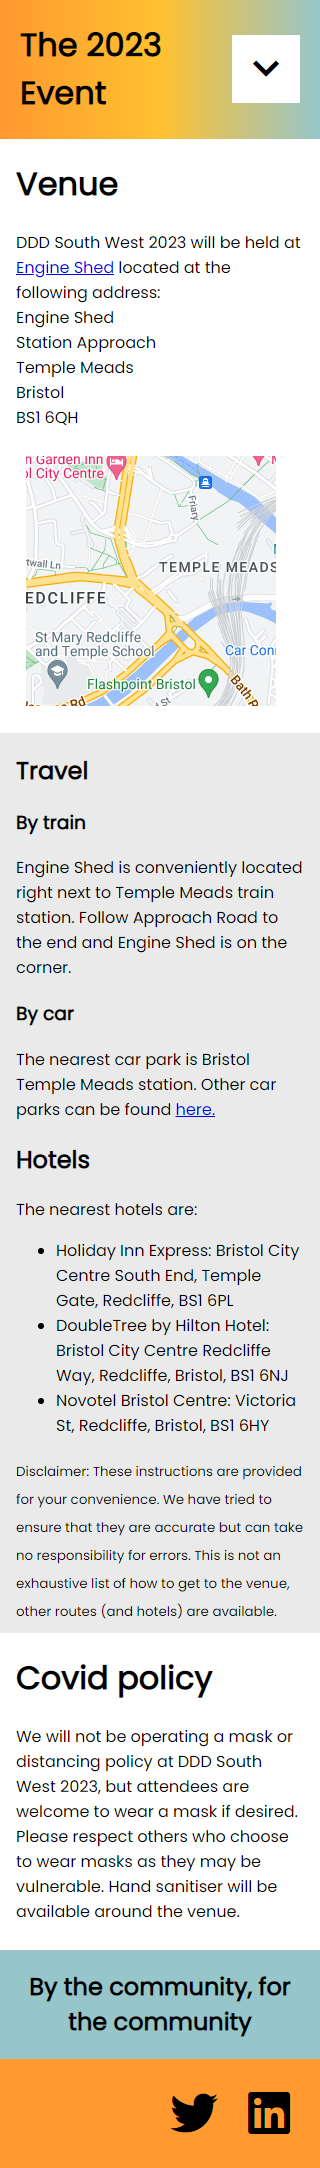 The 2023
Event
Venue
DDD South West 2023 will be held at
Engine Shed located at the
following address:
Engine Shed
Station Approach
Temple Meads
Bristol
BS1 6QH
Garden Inn
ol City Centre
Friary
twall Ln
TEMPLE MEADS
EDCLIFFE
St Mary Redcliffe
and Temple School
Car Con
Flashpoint Bristol
Bath R
Rd
St
Travel
By train
Engine Shed is conveniently located
right next to Temple Meads train
station. Follow Approach Road to
the end and Engine Shed is on the
corner.
By car
The nearest car park is Bristol
Temple Meads station. Other car
parks can be found here.
Hotels
The nearest hotels are:
• Holiday Inn Express: Bristol City
Centre South End, Temple
Gate, Redcliffe, BS1 6PL
• DoubleTree by Hilton Hotel:
Bristol City Centre Redcliffe
Way, Redcliffe, Bristol, BS1 6NJ
• Novotel Bristol Centre: Victoria
St, Redcliffe, Bristol, BS1 6HY
Disclaimer: These instructions are provided
for your convenience. We have tried to
ensure that they are accurate but can take
no responsibility for errors. This is not an
exhaustive list of how to get to the venue,
other routes (and hotels) are available.
Covid policy
We will not be operating a mask or
distancing policy at DDD South
West 2023, but attendees are
welcome to wear a mask if desired.
Please respect others who choose
to wear masks as they may be
vulnerable. Hand sanitiser will be
available around the venue.
By the community, for
the community
in